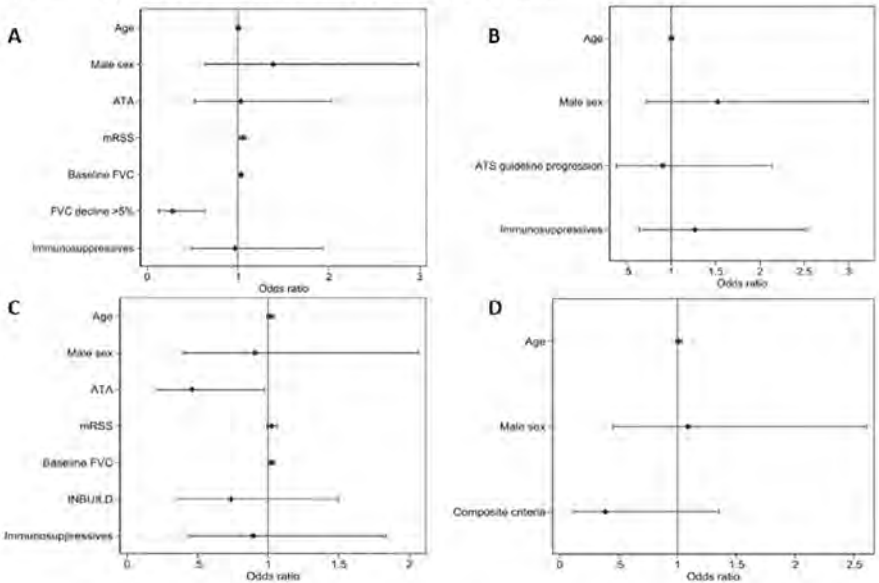 A
Age
Male sex
ATA
mRSS
Baseline FVC
FVC decline >5%
Immunosuppressives
0 1 2 3
Odds ratio
B
Age
Male sex
ATS guideline progression
Immunosuppressives
.5 1 1.5 2 2.5 3
Odds ratio
C
Age
Male sex
ATA
mRSS
Baseline FVC
INBUILD
Immunosuppressives
0 .5 1 1.5 2
Odds ratio
D
Age
Male sex
Composite criteria
0 .5 1 1.5 2 2.5
Odds ratio